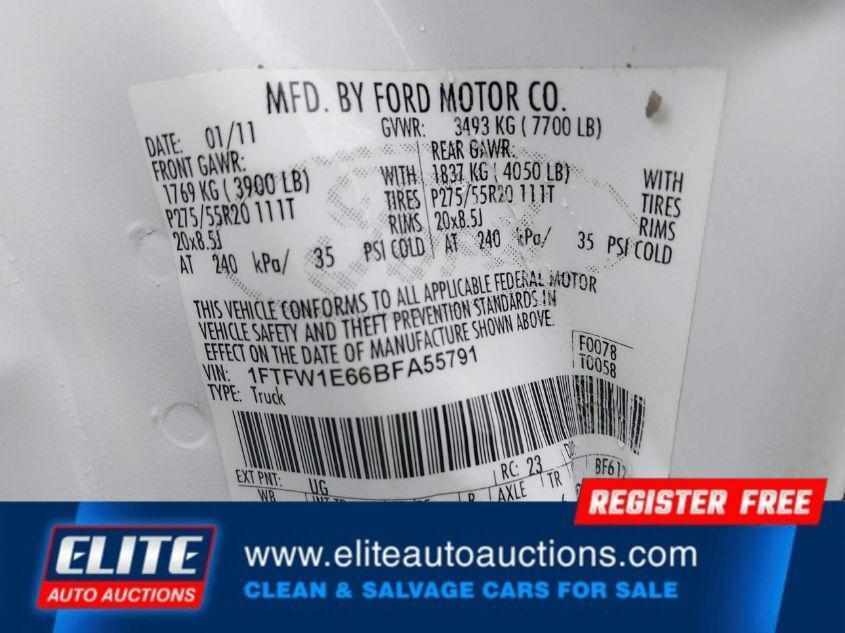 MFD. BY FORD MOTOR CO.
DATE: 01/11 GVWR: 3493 KG ( 7700 LB)
FRONT GAWR: REAR GAWR:
1769 KG ( 3900 LB) WITH 1837 KG ( 4050 LB) WITH
P275/55R20 111T TIRES P275/55R20 111T TIRES
20x8.5J RIMS 20x8.5J RIMS
AT 240 kPa/ 35 PSI COLD AT 240 kPa/ 35 PSI COLD
THIS VEHICLE CONFORMS TO ALL APPLICABLE FEDERAL MOTOR
VEHICLE SAFETY AND THEFT PREVENTION STANDARDS IN
EFFECT ON THE DATE OF MANUFACTURE SHOWN ABOVE.
VIN: 1FTFW1E66BFA55791 F0078
TYPE: Truck T0058
EXT PNT: UG RC: 23
WB AXLE TR
REGISTER FREE
ELITE
AUTO AUCTIONS
www.eliteautoauctions.com
CLEAN & SALVAGE CARS FOR SALE